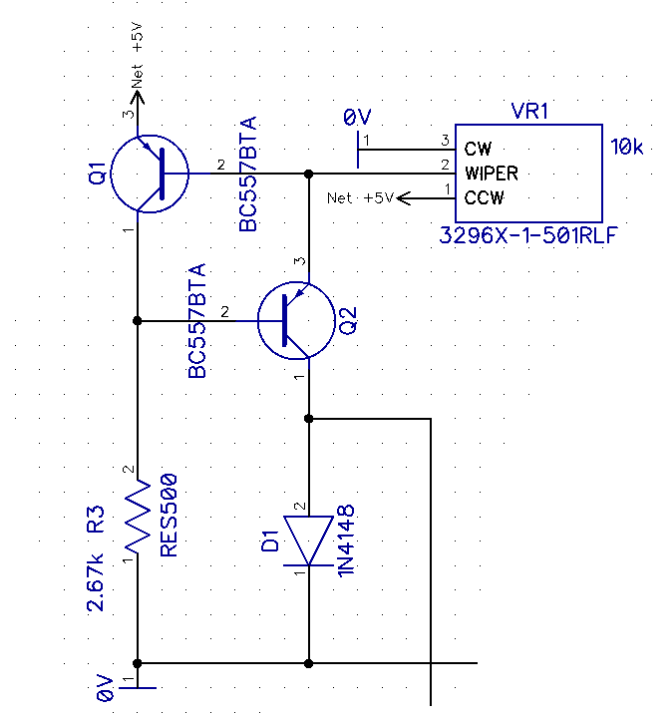 Net +5V
3
Q1
2
BC557BTA
1
0V
1
VR1
3
CW
10k
2
WIPER
Net +5V
1
CCW
3296X-1-501RLF
3
BC557BTA
2
Q2
1
2
R3
2.67k
RES500
1
2
D1
1N4148
1
0V
1